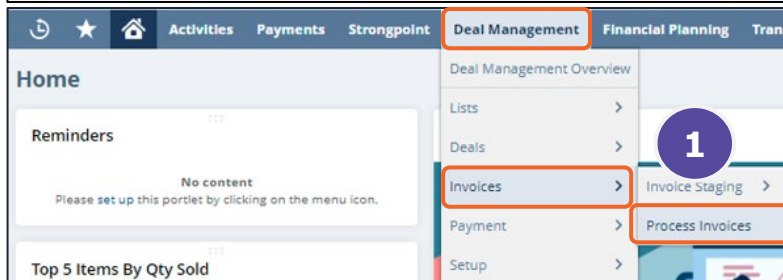 Activities Payments Strongpoint Deal Management Financial Planning Tran
Home
Deal Management Overview
Lists
Reminders
Deals
1
No content
Please set up this portlet by clicking on the menu icon.
Invoices
Invoice Staging
Payment
Process Invoices
Top 5 Items By Qty Sold
Setup